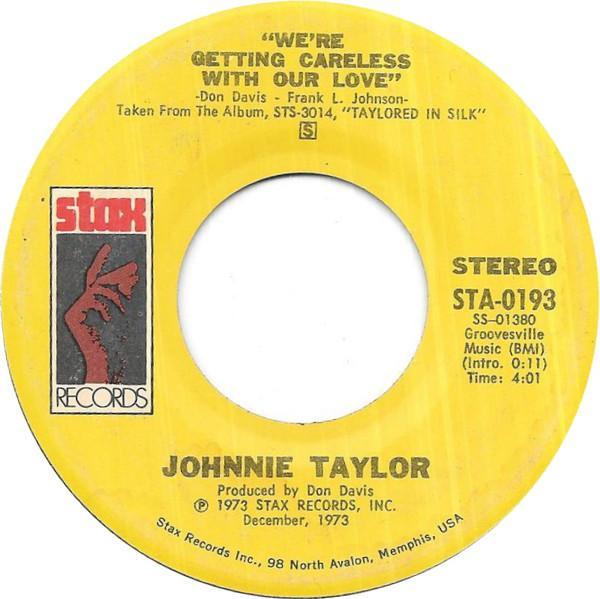 "WE'RE
GETTING CARELESS
WITH OUR LOVE"
-Don Davis - Frank L. Johnson-
Taken From The Album, STS-3014, "TAYLORED IN SILK"
S
stax
RECORDS
STEREO
STA-0193
SS-01380
Groovesville
Music (BMI)
(Intro. 0:11)
Time: 4:01
JOHNNIE TAYLOR
Produced by Don Davis
℗ 1973 STAX RECORDS, INC.
December, 1973
Stax Records Inc., 98 North Avalon, Memphis, USA